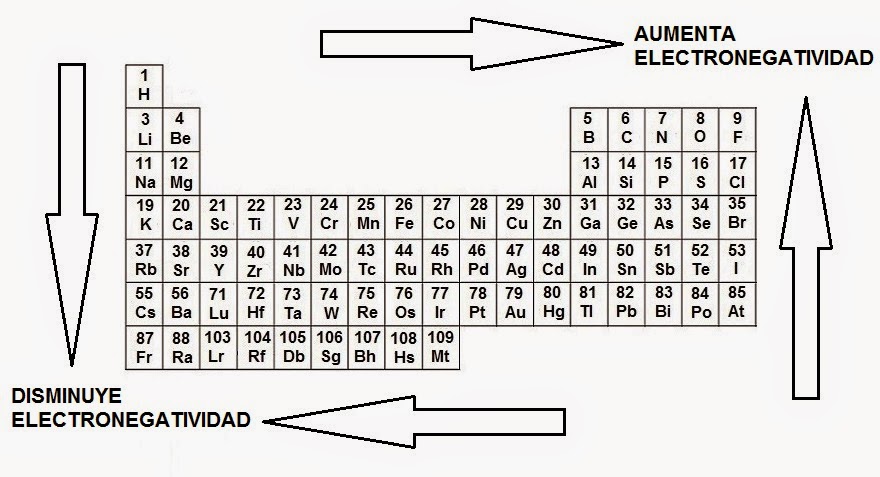 AUMENTA
ELECTRONEGATIVIDAD
1
H
3 4 5 6 7 8 9
Li Be B C N O F
11 12 13 14 15 16 17
Na Mg Al Si P S Cl
19 20 21 22 23 24 25 26 27 28 29 30 31 32 33 34 35
K Ca Sc Ti V Cr Mn Fe Co Ni Cu Zn Ga Ge As Se Br
37 38 39 40 41 42 43 44 45 46 47 48 49 50 51 52 53
Rb Sr Y Zr Nb Mo Tc Ru Rh Pd Ag Cd In Sn Sb Te I
55 56 71 72 73 74 75 76 77 78 79 80 81 82 83 84 85
Cs Ba Lu Hf Ta W Re Os Ir Pt Au Hg Tl Pb Bi Po At
87 88 103 104 105 106 107 108 109
Fr Ra Lr Rf Db Sg Bh Hs Mt
DISMINUYE
ELECTRONEGATIVIDAD